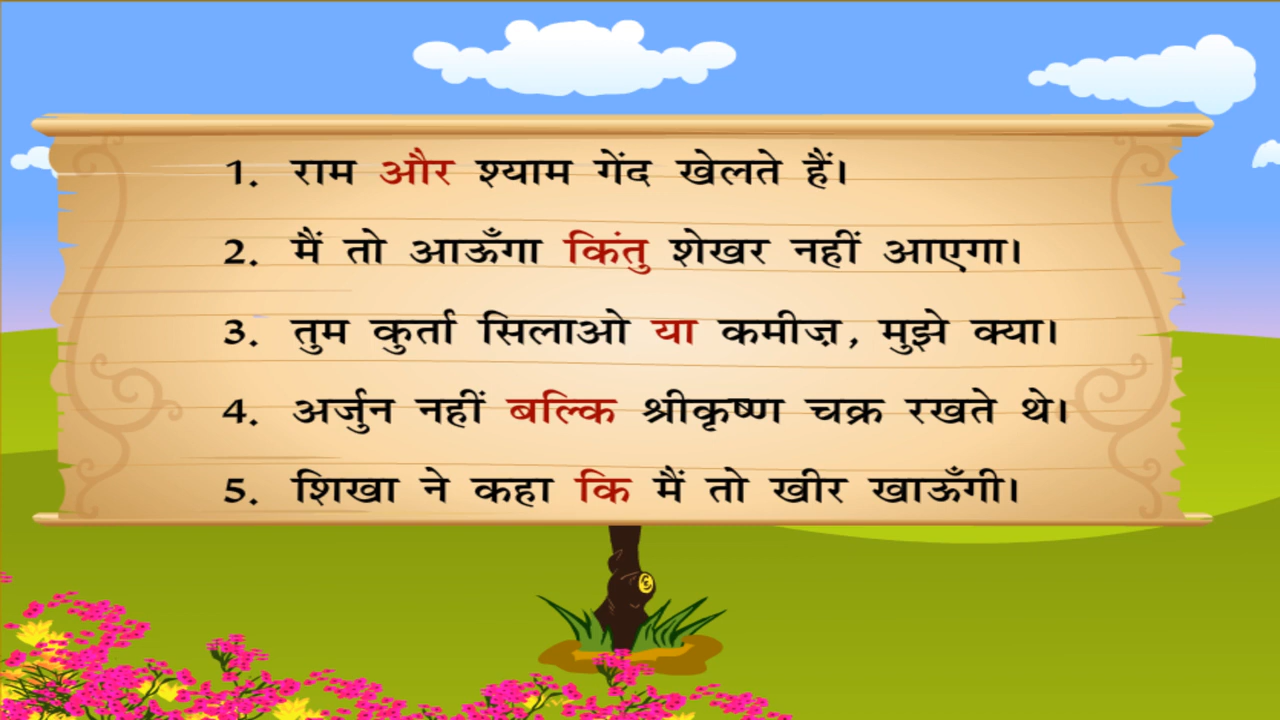 1. राम और श्याम गेंद खेलते हैं।
2. मैं तो आऊँगा किंतु शेखर नहीं आएगा।
3. तुम कुर्ता सिलाओ या कमीज़, मुझे क्या।
4. अर्जुन नहीं बल्कि श्रीकृष्ण चक्र रखते थे।
5. शिखा ने कहा कि मैं तो खीर खाऊँगी।